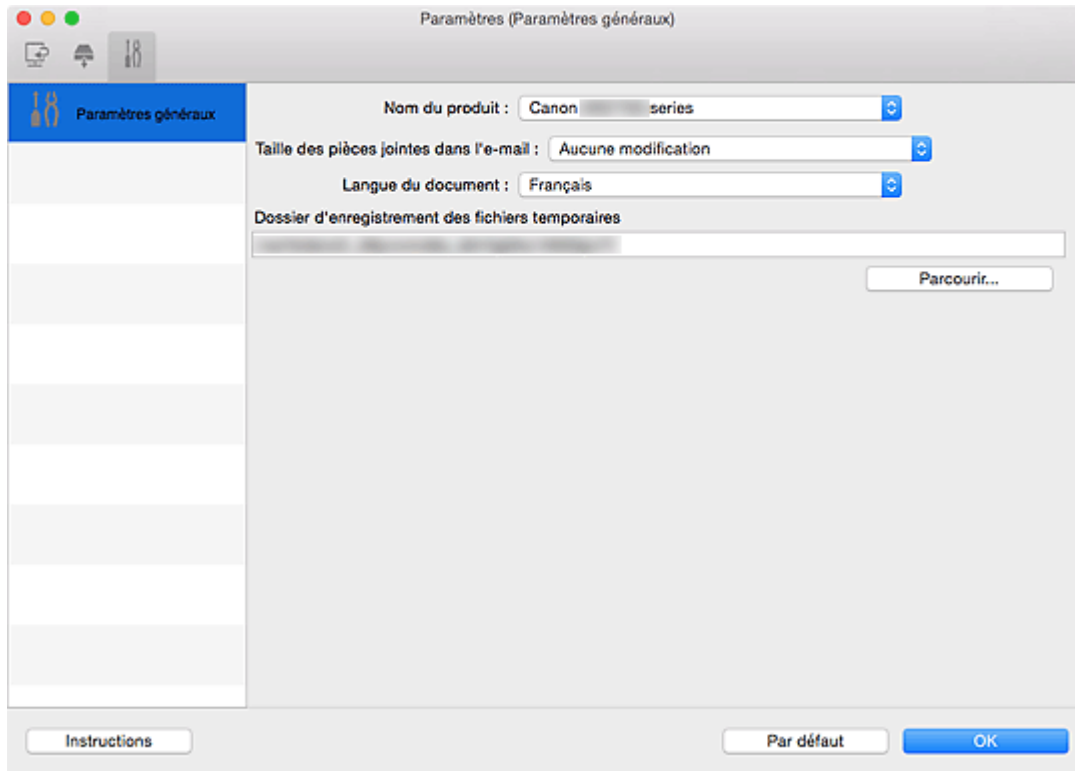 Paramètres (Paramètres généraux)
Paramètres généraux
Nom du produit : Canon series
Taille des pièces jointes dans l'e-mail : Aucune modification
Langue du document : Français
Dossier d'enregistrement des fichiers temporaires
Parcourir...
Instructions
Par défaut
OK